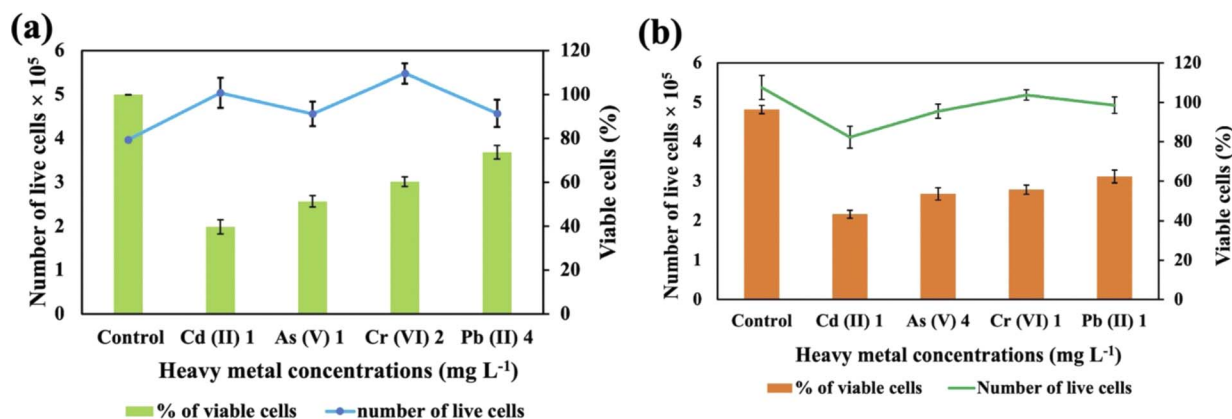 (a)
Number of live cells × 10⁵
6
5
4
3
2
1
0
120
100
80
60
40
20
0
Viable cells (%)
Control Cd (II) 1 As (V) 1 Cr (VI) 2 Pb (II) 4
Heavy metal concentrations (mg L⁻¹)
% of viable cells number of live cells
(b)
Number of live cells × 10⁵
6
5
4
3
2
1
0
120
100
80
60
40
20
0
Viable cells (%)
Control Cd (II) 1 As (V) 4 Cr (VI) 1 Pb (II) 1
Heavy metal concentrations (mg L⁻¹)
% of viable cells Number of live cells